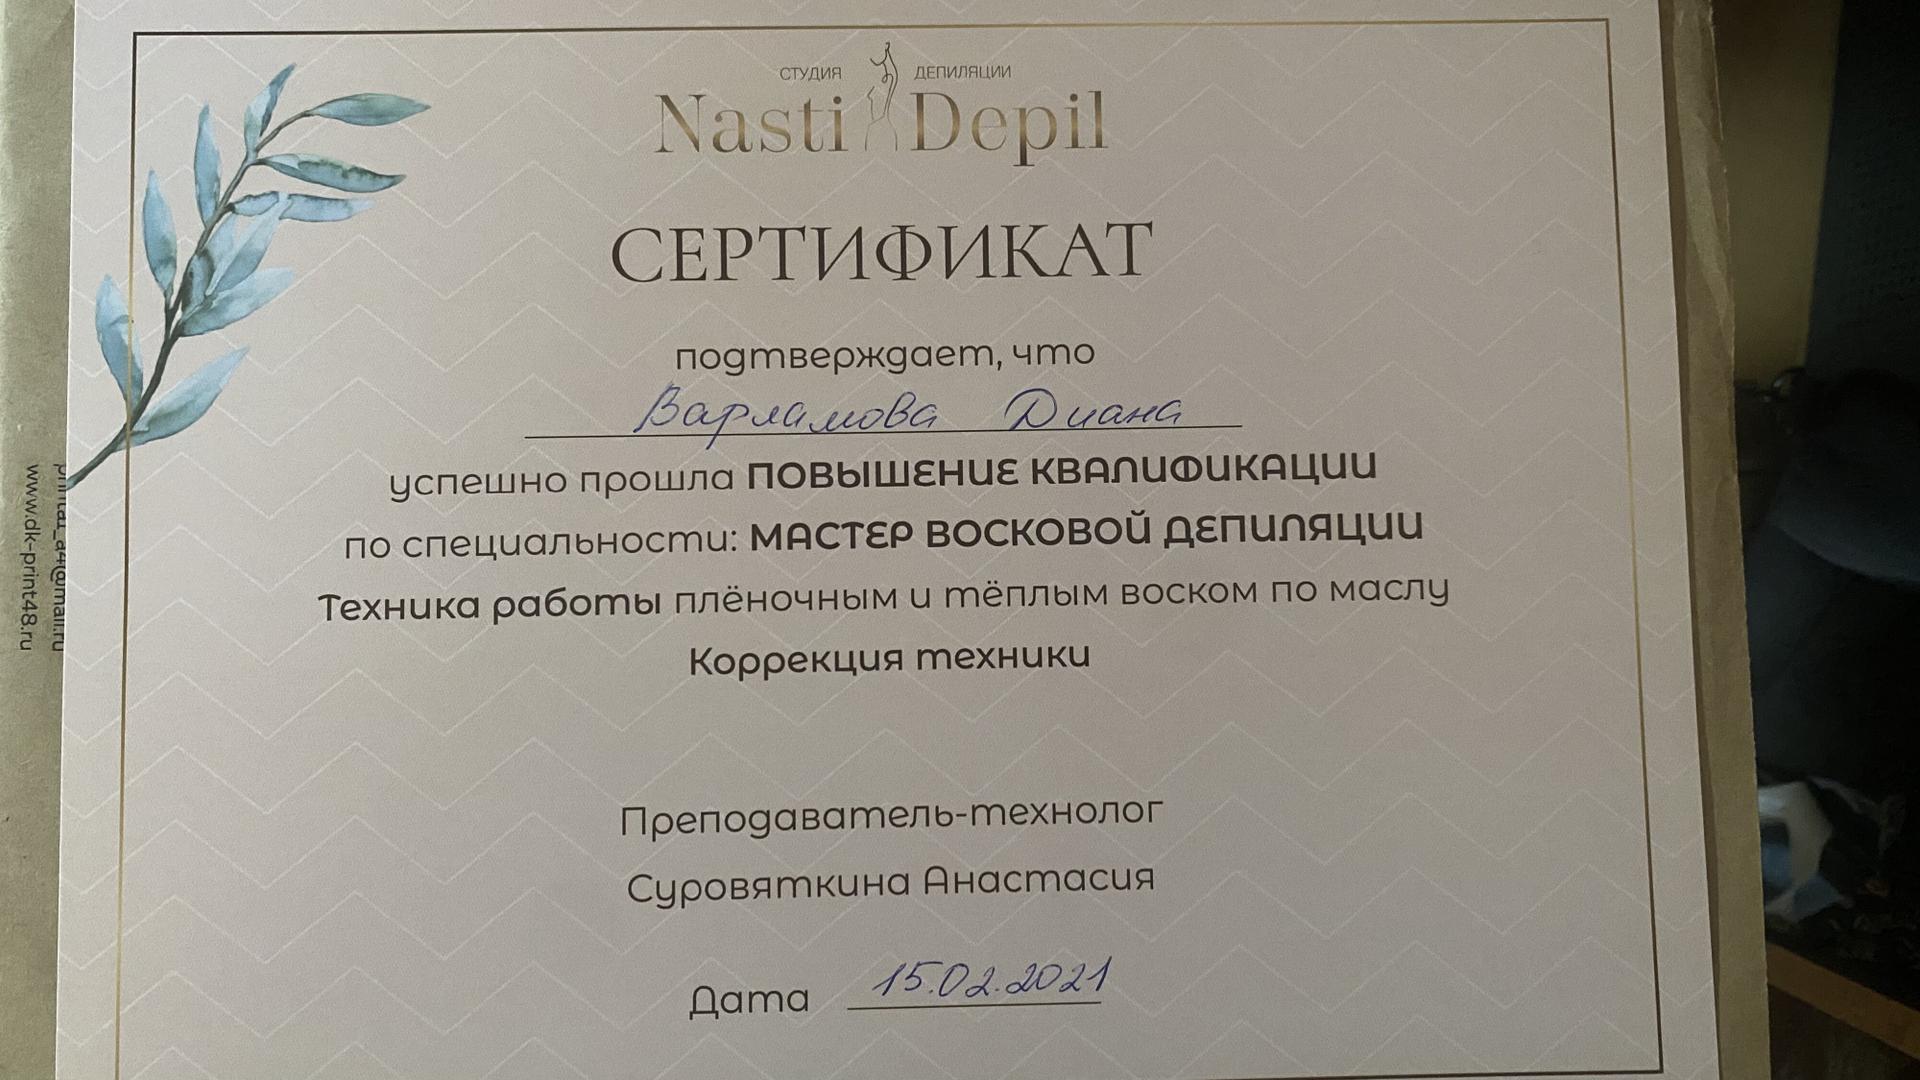 СТУДИЯ ДЕПИЛЯЦИИ
Nasti Depil
СЕРТИФИКАТ
подтверждает, что
Варламова Диана
успешно прошла ПОВЫШЕНИЕ КВАЛИФИКАЦИИ
по специальности: МАСТЕР ВОСКОВОЙ ДЕПИЛЯЦИИ
Техника работы плёночным и тёплым воском по маслу
Коррекция техники
Преподаватель-технолог
Суровяткина Анастасия
Дата 15.02.2021
www.dk-print48.ru